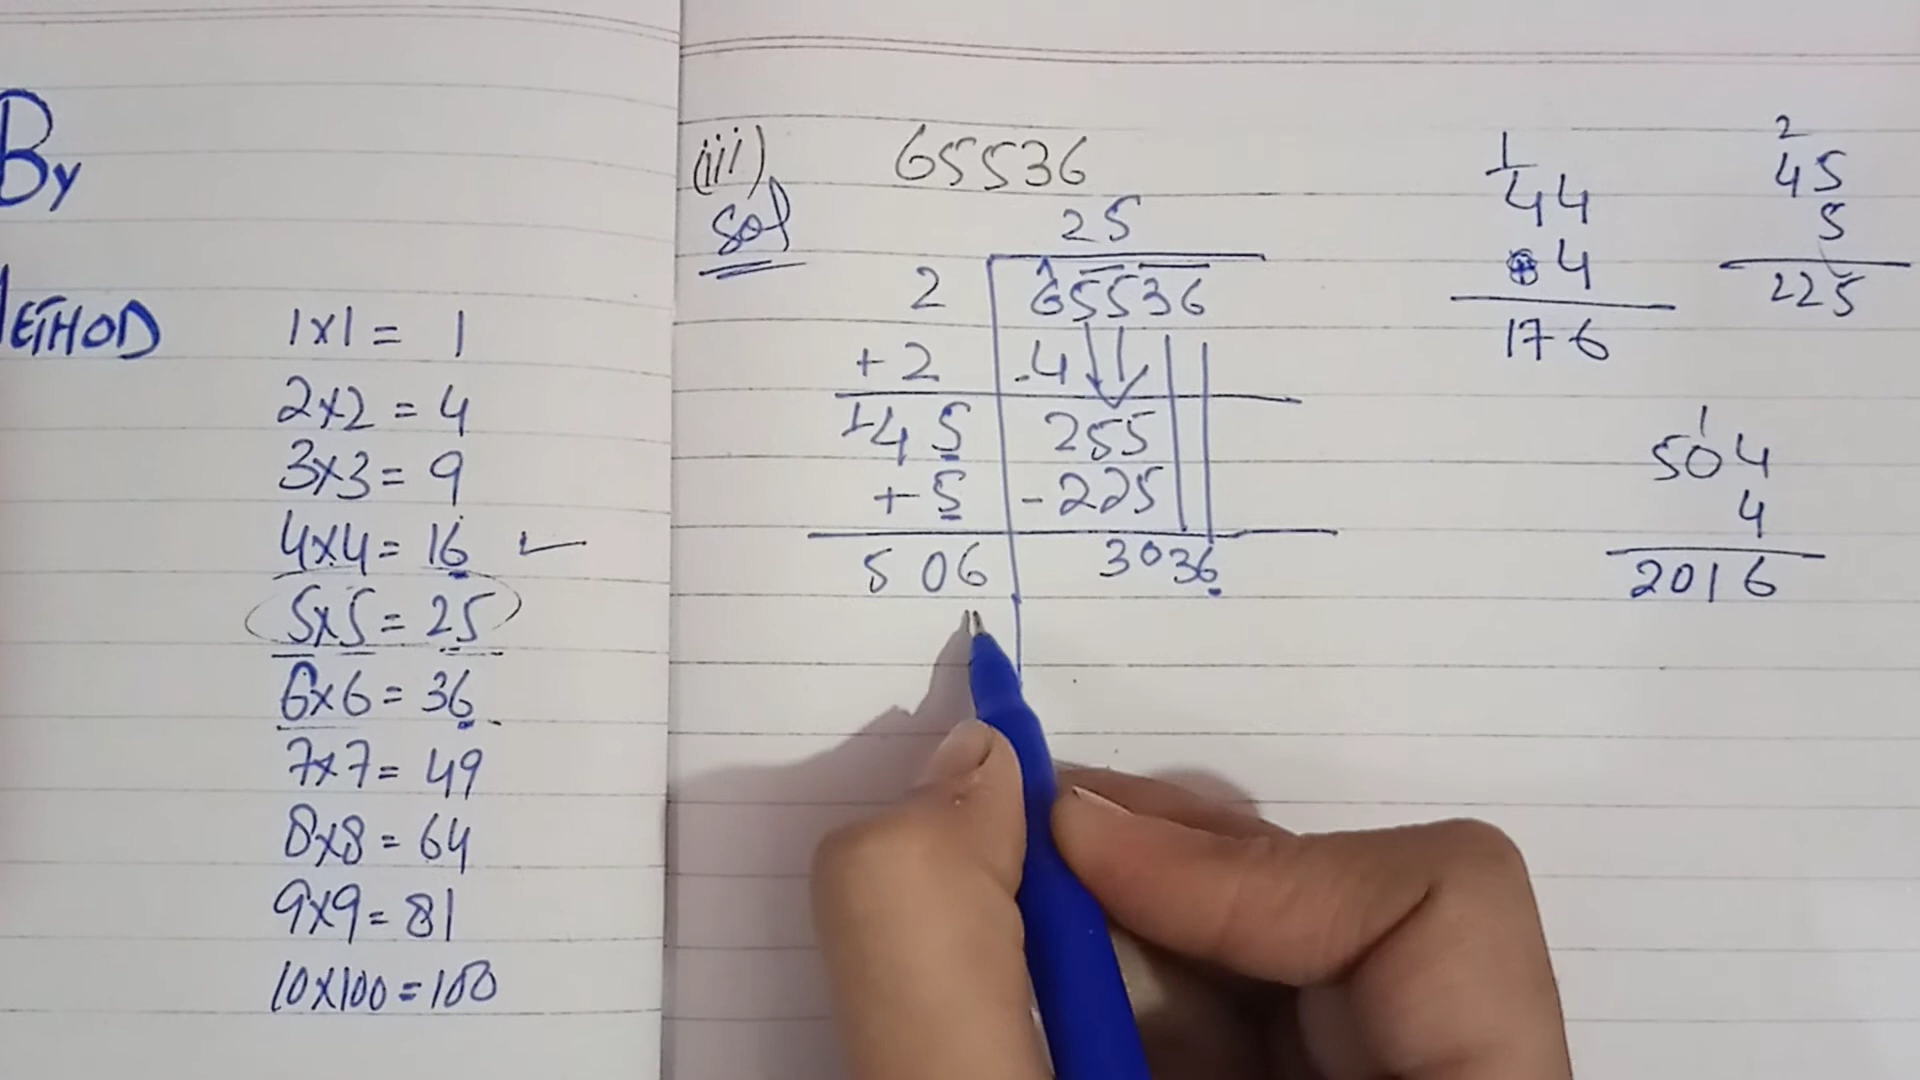 By
METHOD
1x1 = 1
2x2 = 4
3x3 = 9
4x4 = 16
5x5 = 25
6x6 = 36
7x7 = 49
8x8 = 64
9x9 = 81
10x100 = 100
(iii) 65536
Sol
25
2 65536
+2 -4
45 255
+5 -225
506 3036
1
44
4
176
2
45
5
225
1
504
4
2016